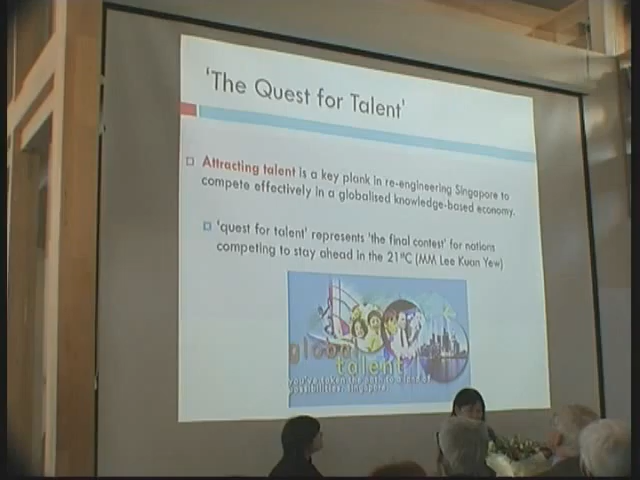 'The Quest for Talent'
Attracting talent is a key plank in re-engineering Singapore to
compete effectively in a globalised knowledge-based economy.
'quest for talent' represents 'the final contest' for nations
competing to stay ahead in the 21stC (MM Lee Kuan Yew)
global
talent